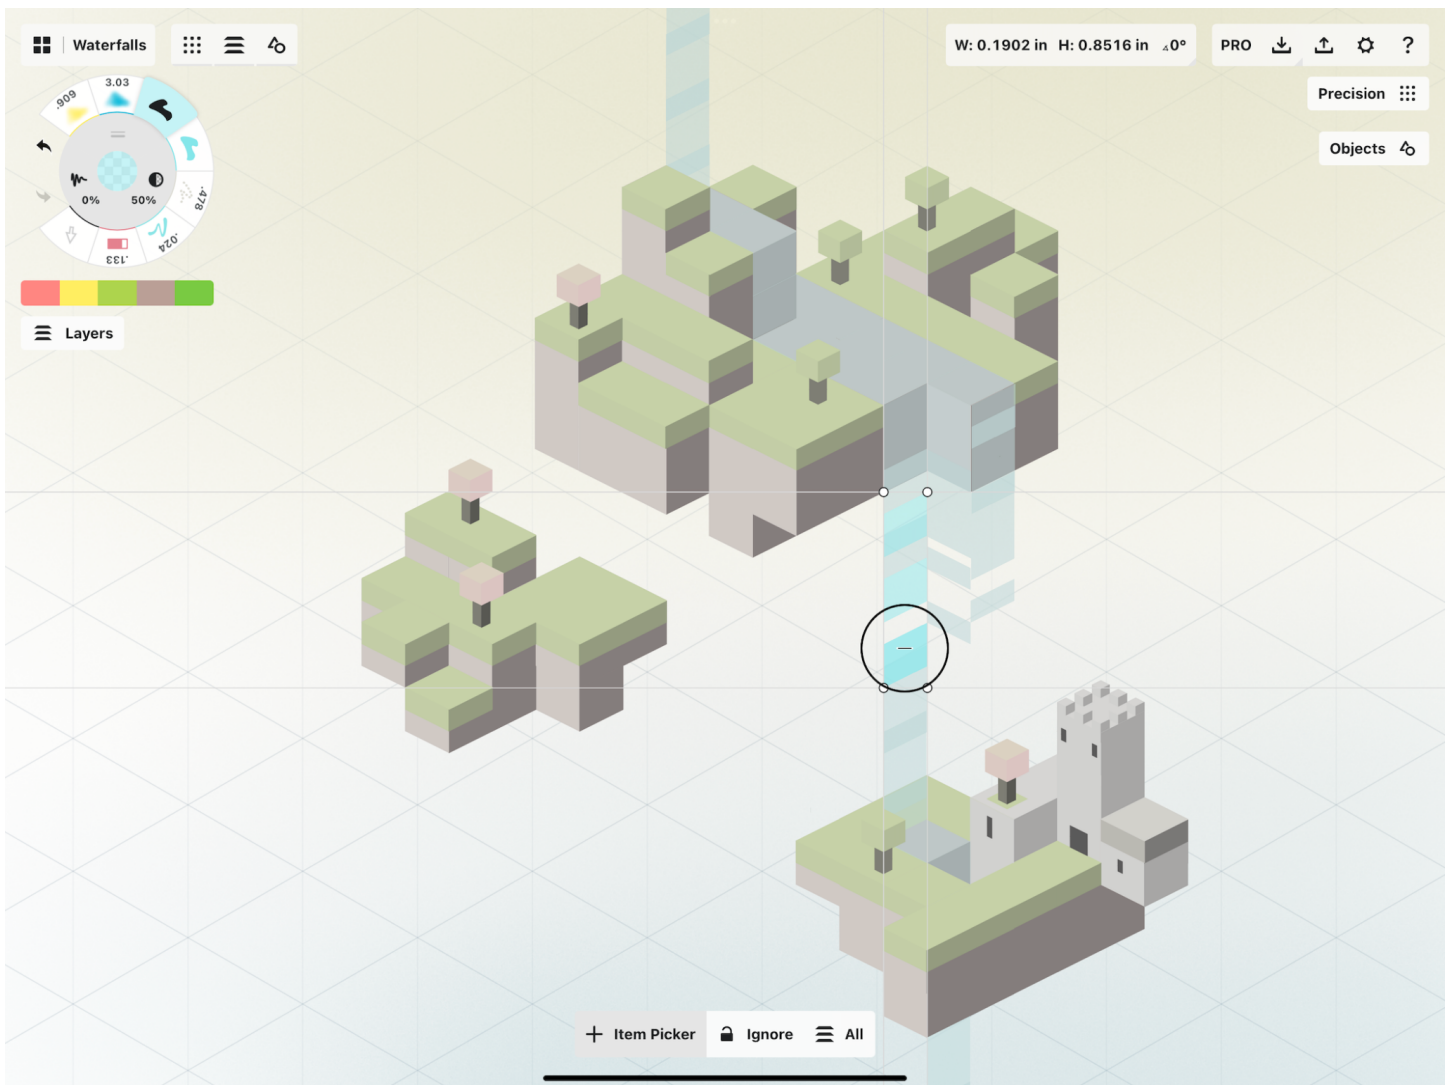 Waterfalls
W: 0.1902 in H: 0.8516 in ⊿0°
PRO
?
Precision
Objects
.909
3.03
.478
.024
.133
0%
50%
Layers
Item Picker
Ignore
All